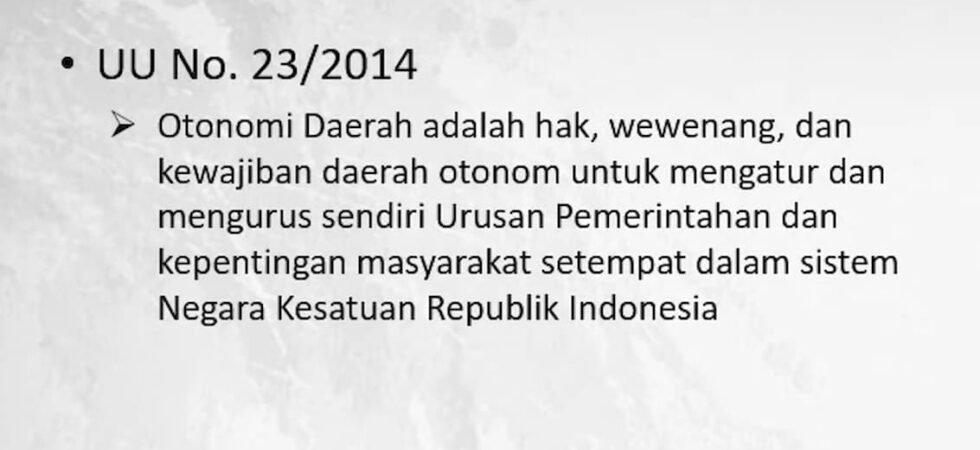 • UU No. 23/2014
➢ Otonomi Daerah adalah hak, wewenang, dan
kewajiban daerah otonom untuk mengatur dan
mengurus sendiri Urusan Pemerintahan dan
kepentingan masyarakat setempat dalam sistem
Negara Kesatuan Republik Indonesia